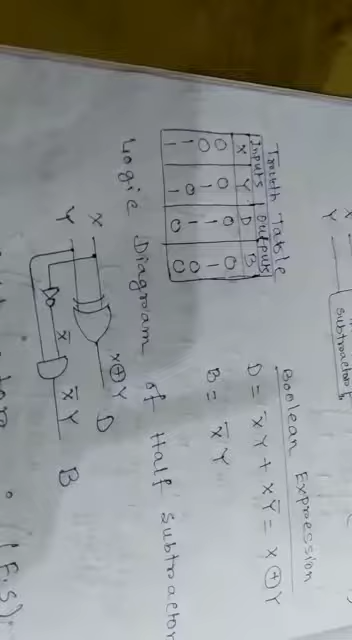 X
Y
subtractor
Truth Table
Inputs outputs
X Y D B
0 0 0 0
0 1 1 1
1 0 1 0
1 1 0 0
Boolean Expression
D = X̅Y + XY̅ = X⊕Y
B = X̅Y
Logic Diagram of Half subtractor
X
Y
X⊕Y D
X̅
X̅Y B
(F.S)